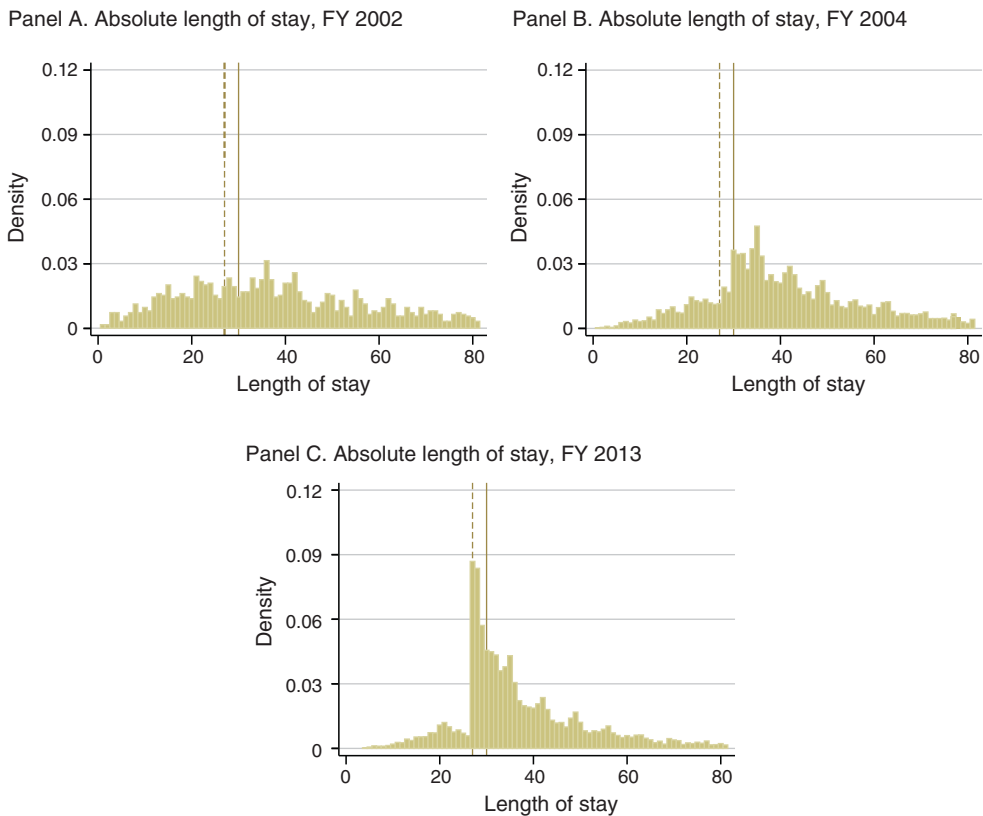 Panel A. Absolute length of stay, FY 2002
0.12
0.09
0.06
0.03
0
Density
0 20 40 60 80
Length of stay
Panel B. Absolute length of stay, FY 2004
0.12
0.09
0.06
0.03
0
Density
0 20 40 60 80
Length of stay
Panel C. Absolute length of stay, FY 2013
0.12
0.09
0.06
0.03
0
Density
0 20 40 60 80
Length of stay